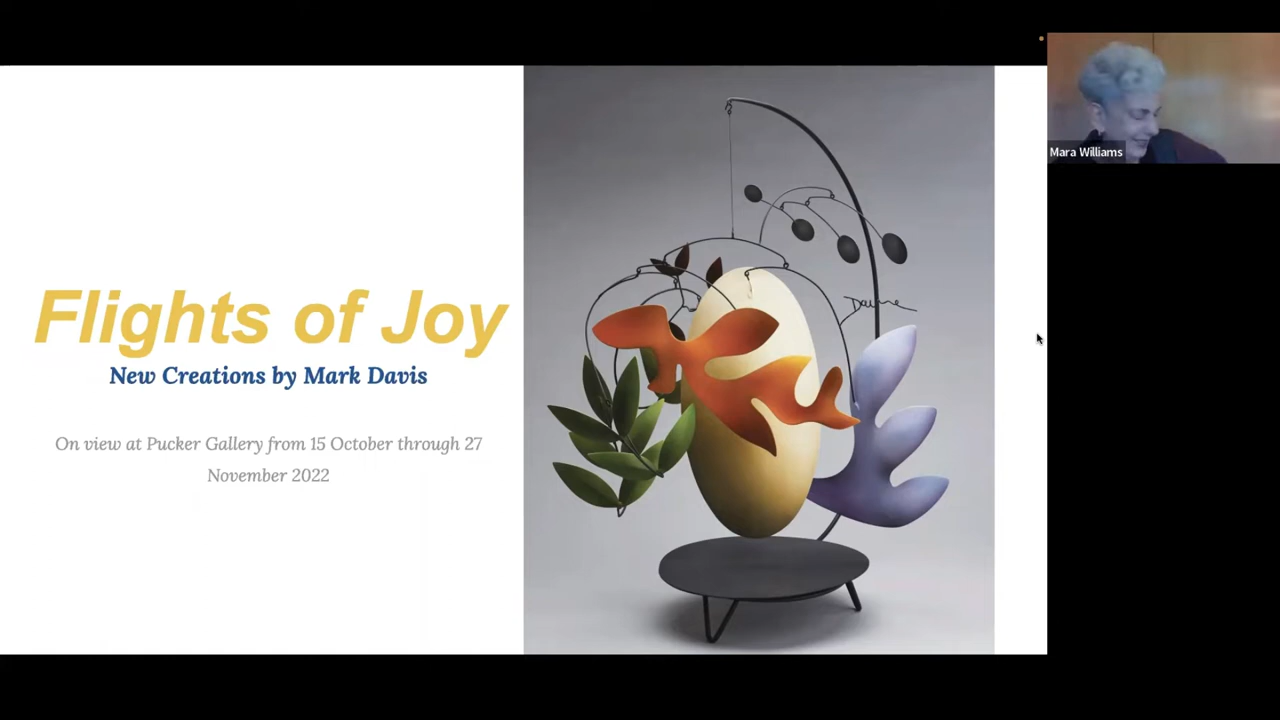 Flights of Joy
New Creations by Mark Davis
On view at Pucker Gallery from 15 October through 27
November 2022
Mara Williams